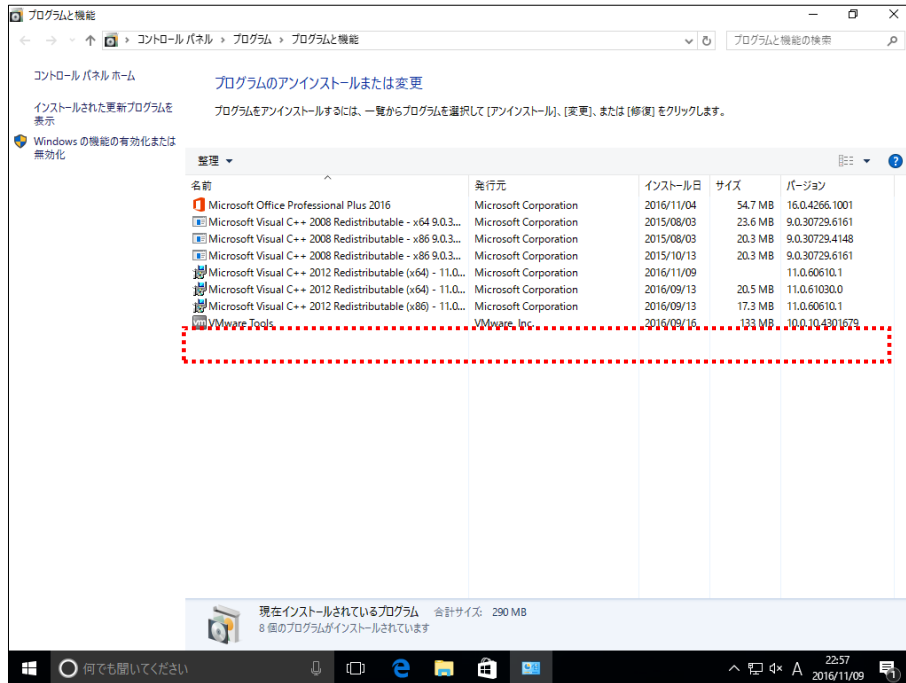 プログラムと機能
コントロール パネル › プログラム › プログラムと機能
プログラムと機能の検索
コントロール パネル ホーム
インストールされた更新プログラムを
表示
Windows の機能の有効化または
無効化
プログラムのアンインストールまたは変更
プログラムをアンインストールするには、一覧からプログラムを選択して [アンインストール]、[変更]、または [修復] をクリックします。
整理
名前 発行元 インストール日 サイズ バージョン
Microsoft Office Professional Plus 2016 Microsoft Corporation 2016/11/04 54.7 MB 16.0.4266.1001
Microsoft Visual C++ 2008 Redistributable - x64 9.0.3... Microsoft Corporation 2015/08/03 23.6 MB 9.0.30729.6161
Microsoft Visual C++ 2008 Redistributable - x86 9.0.3... Microsoft Corporation 2015/08/03 20.3 MB 9.0.30729.4148
Microsoft Visual C++ 2008 Redistributable - x86 9.0.3... Microsoft Corporation 2015/10/13 20.3 MB 9.0.30729.6161
Microsoft Visual C++ 2012 Redistributable (x64) - 11.0... Microsoft Corporation 2016/11/09 11.0.60610.1
Microsoft Visual C++ 2012 Redistributable (x64) - 11.0... Microsoft Corporation 2016/09/13 20.5 MB 11.0.61030.0
Microsoft Visual C++ 2012 Redistributable (x86) - 11.0... Microsoft Corporation 2016/09/13 17.3 MB 11.0.60610.1
VMware Tools VMware, Inc. 2016/09/16 133 MB 10.0.10.4301679
現在インストールされているプログラム 合計サイズ: 290 MB
8 個のプログラムがインストールされています
何でも聞いてください
A
22:57
2016/11/09
1